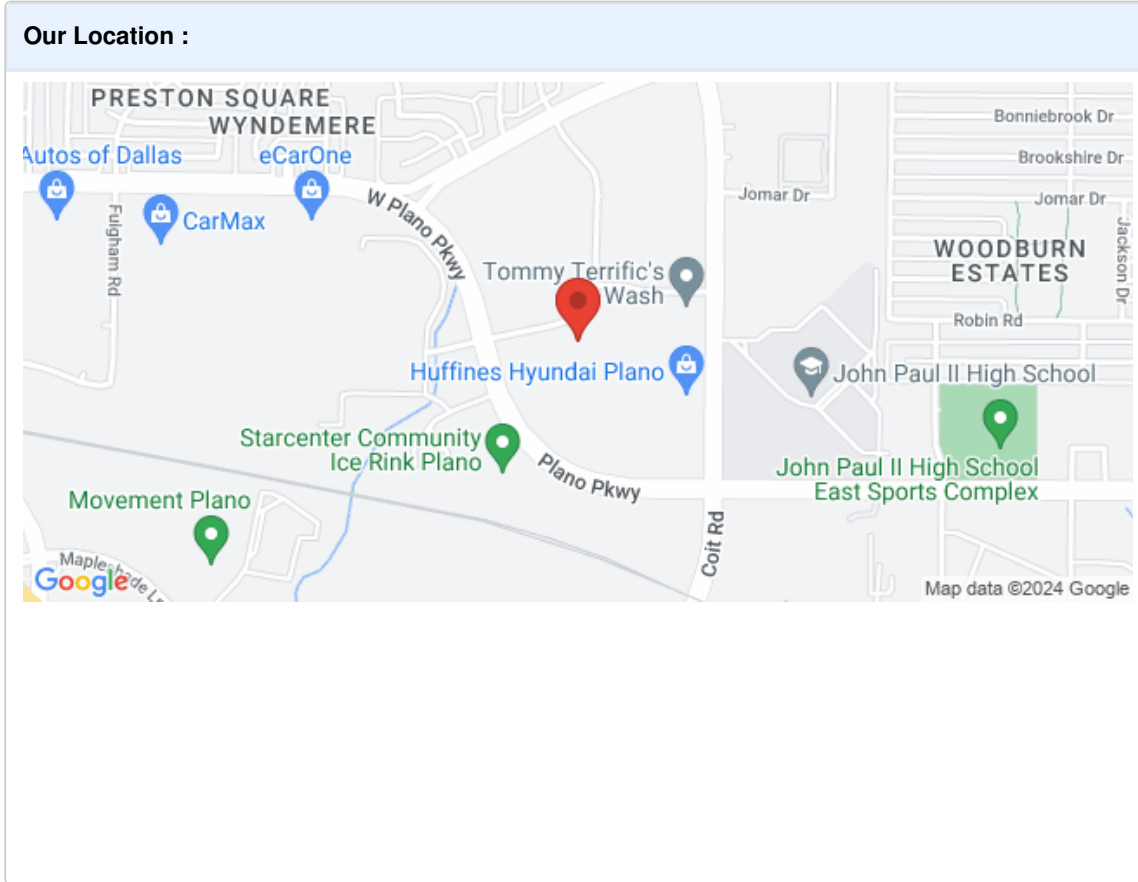 Our Location :
PRESTON SQUARE
WYNDEMERE
Bonniebrook Dr
Autos of Dallas
eCarOne
Brookshire Dr
CarMax
W Plano Pkwy
Jomar Dr
Jomar Dr
Fulgham Rd
Jackson Dr
WOODBURN
ESTATES
Tommy Terrific's
Wash
Robin Rd
Huffines Hyundai Plano
John Paul II High School
Starcenter Community
Ice Rink Plano
Plano Pkwy
John Paul II High School
East Sports Complex
Movement Plano
Coit Rd
Google
Map data ©2024 Google